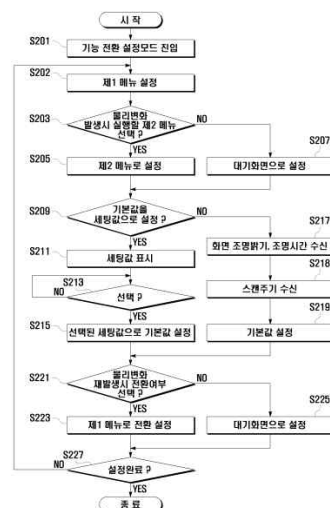 시 작
S201
기능 전환 설정모드 진입
S202
제1 메뉴 설정
S203
물리변화
발생시 실행할 제2 메뉴
선택 ?
NO
YES
S205
제2 메뉴로 설정
S207
대기화면으로 설정
S209
기본값을
세팅값으로 설정 ?
NO
YES
S211
세팅값 표시
S213
선택 ?
NO
YES
S215
선택된 세팅값으로 기본값 설정
S217
화면 조명밝기, 조명시간 수신
S218
스캔주기 수신
S219
기본값 설정
S221
물리변화
재발생시 전환여부
선택 ?
NO
YES
S223
제1 메뉴로 전환 설정
S225
대기화면으로 설정
S227
설정완료 ?
NO
YES
종 료